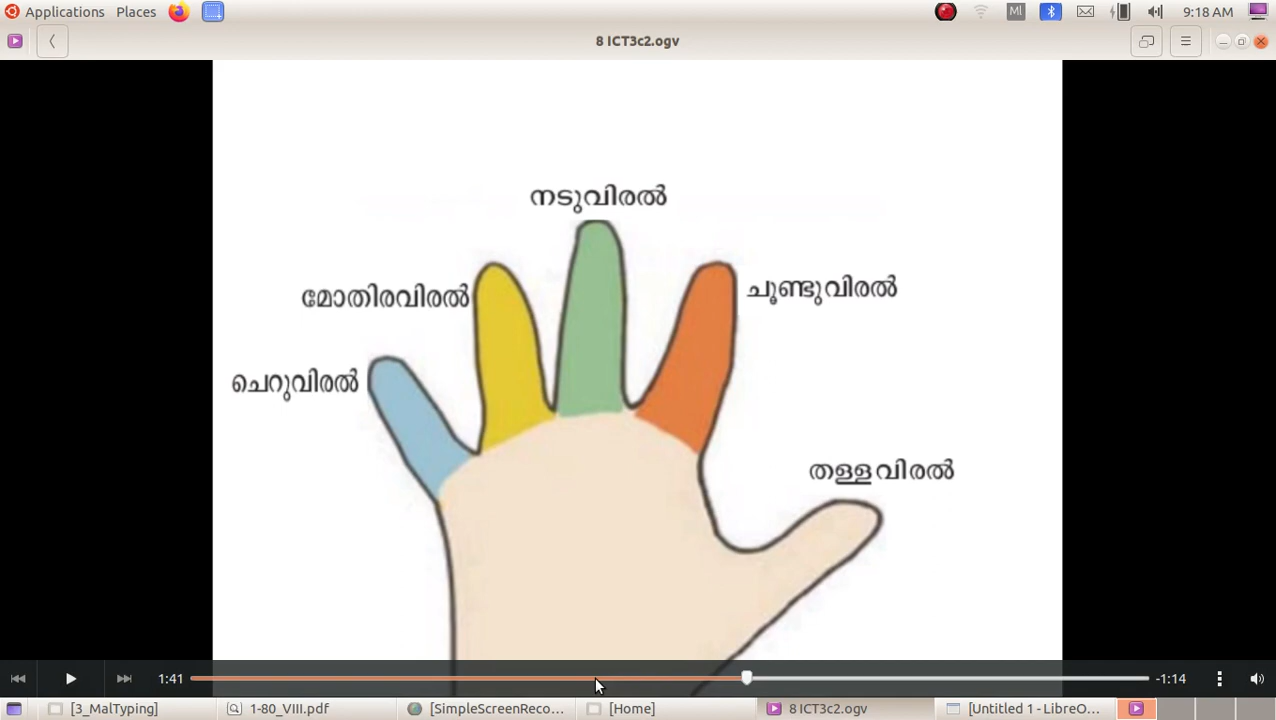 Applications Places Ml 9:18 AM
8 ICT3c2.ogv
നടുവിരൽ
മോതിരവിരൽ
ചൂണ്ടുവിരൽ
ചെറുവിരൽ
തള്ളവിരൽ
1:41 -1:14
[3_MalTyping] 1-80_VIII.pdf [SimpleScreenReco... [Home] 8 ICT3c2.ogv [Untitled 1 - LibreO...